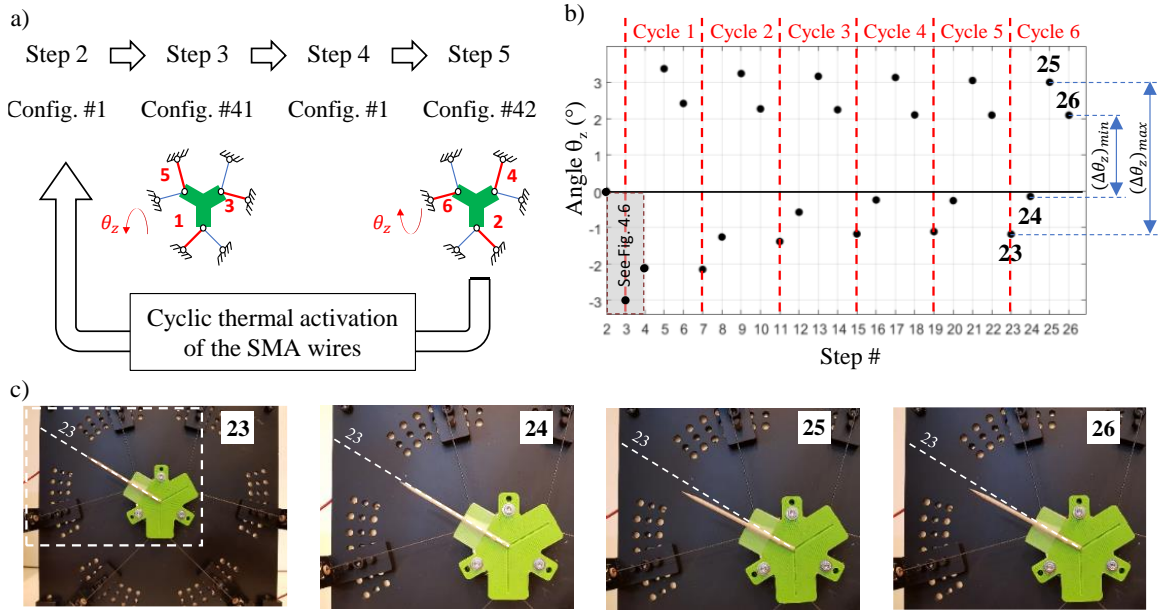 a)
Step 2 Step 3 Step 4 Step 5
Config. #1 Config. #41 Config. #1 Config. #42
5
1 3
θz
4
6
2
θz
Cyclic thermal activation
of the SMA wires
b)
Cycle 1 Cycle 2 Cycle 3 Cycle 4 Cycle 5 Cycle 6
Angle θz (°)
3
2
1
0
-1
-2
-3
See Fig. 4.6
25
26
24
23
(Δθz)min
(Δθz)max
2 3 4 5 6 7 8 9 10 11 12 13 14 15 16 17 18 19 20 21 22 23 24 25 26
Step #
c)
23 23
23 24
23 25
23 26